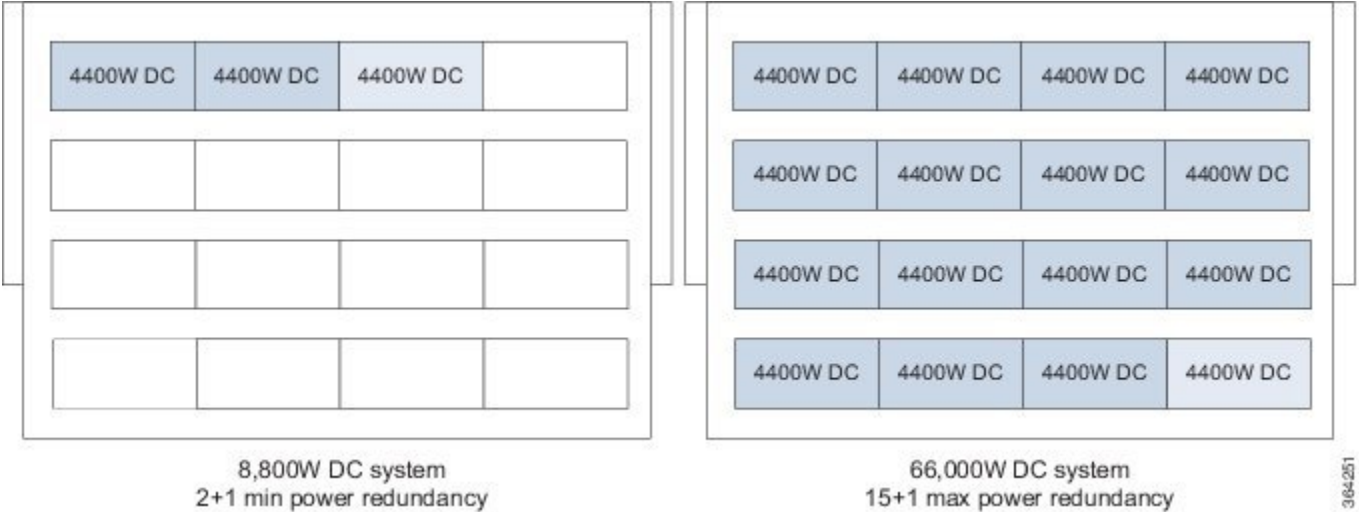 4400W DC 4400W DC 4400W DC
8,800W DC system
2+1 min power redundancy
4400W DC 4400W DC 4400W DC 4400W DC
4400W DC 4400W DC 4400W DC 4400W DC
4400W DC 4400W DC 4400W DC 4400W DC
4400W DC 4400W DC 4400W DC 4400W DC
66,000W DC system
15+1 max power redundancy
364251